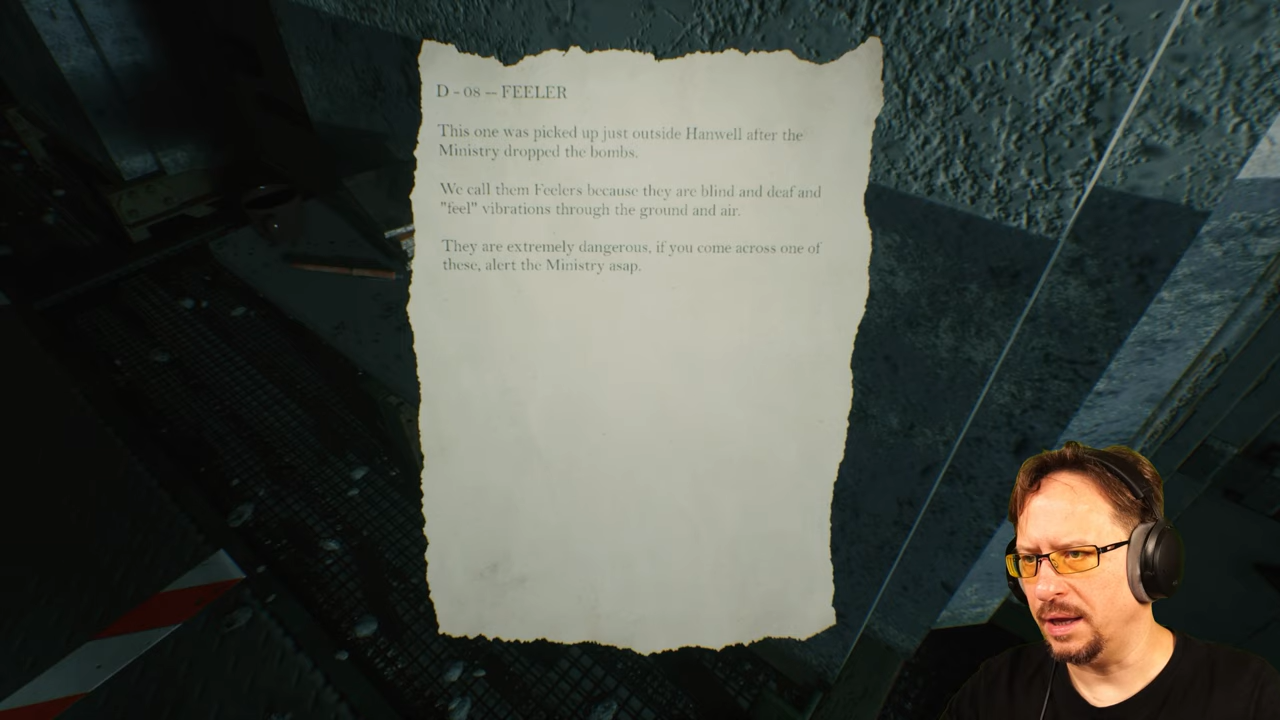 D - 08 -- FEELER
This one was picked up just outside Hanwell after the
Ministry dropped the bombs.
We call them Feelers because they are blind and deaf and
"feel" vibrations through the ground and air.
They are extremely dangerous, if you come across one of
these, alert the Ministry asap.